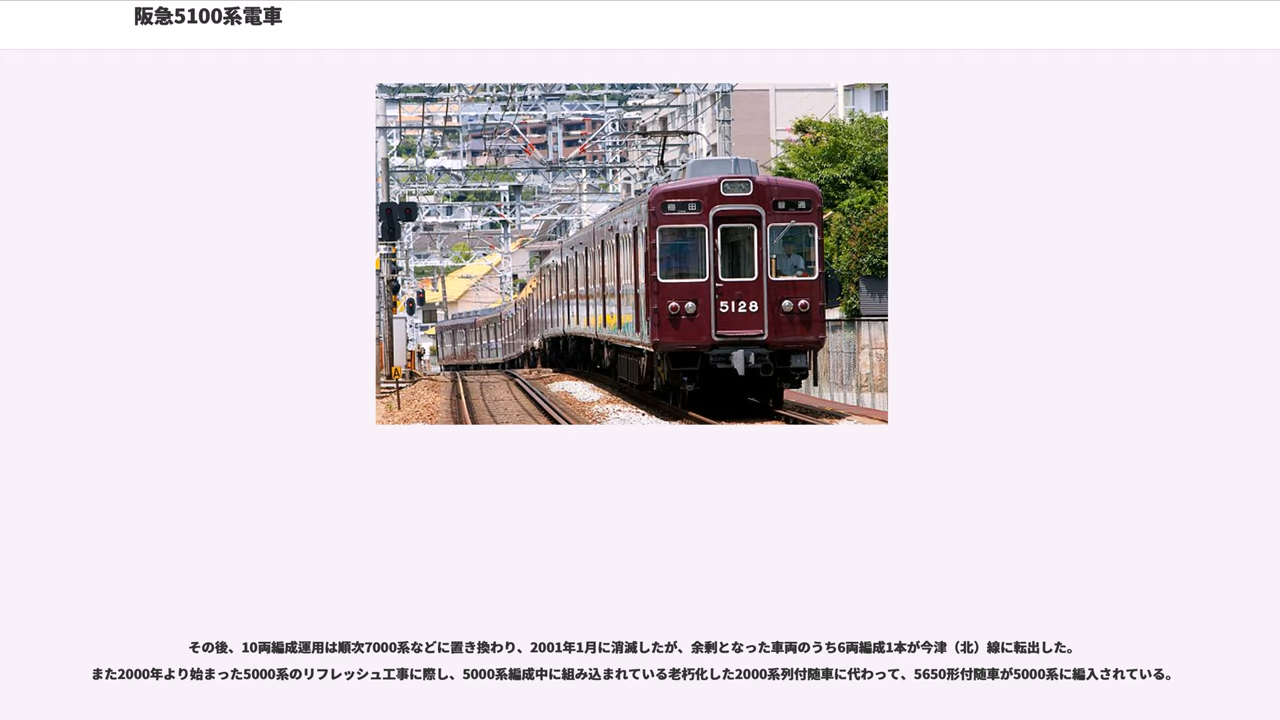 阪急5100系電車
梅田
普通
5128
その後、10両編成運用は順次7000系などに置き換わり、2001年1月に消滅したが、余剰となった車両のうち6両編成1本が今津（北）線に転出した。
また2000年より始まった5000系のリフレッシュ工事に際し、5000系編成中に組み込まれている老朽化した2000系列付随車に代わって、5650形付随車が5000系に編入されている。